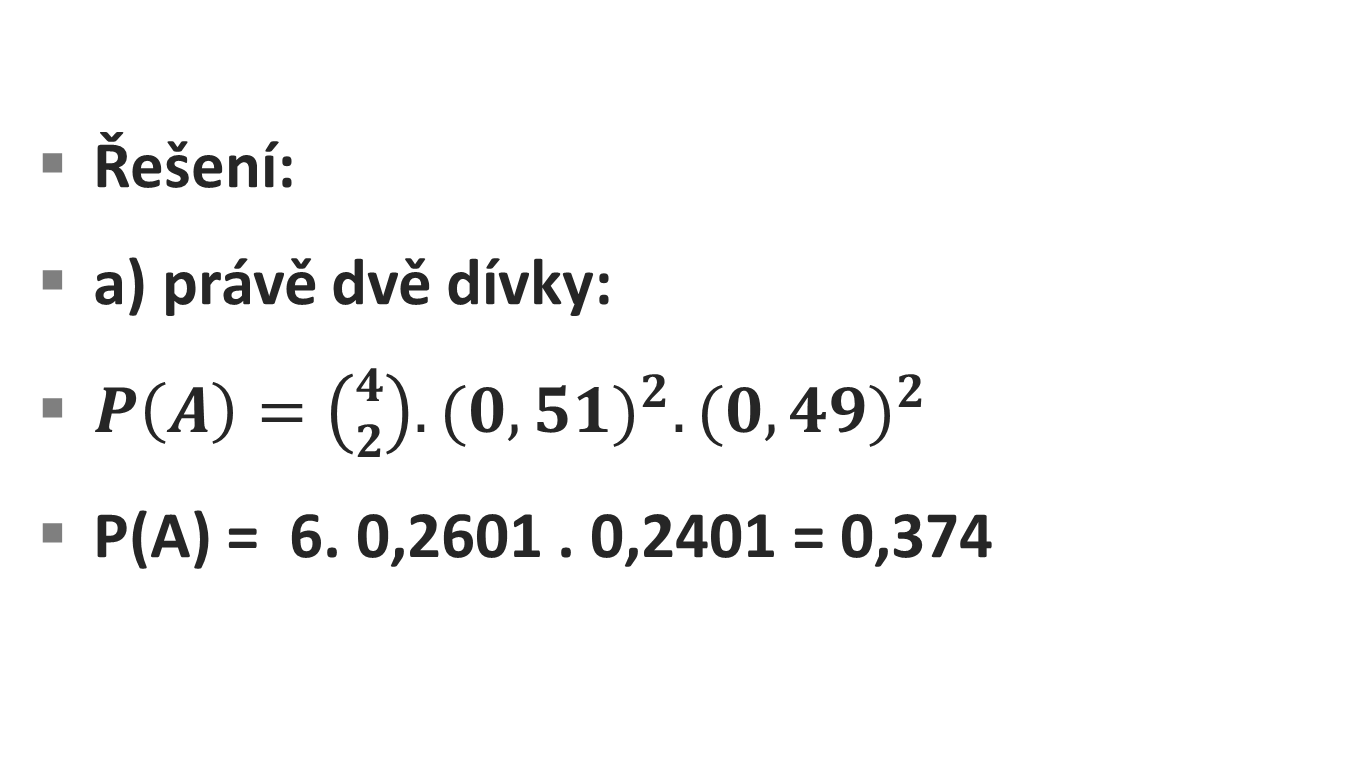 ▪ Řešení:
▪ a) právě dvě dívky:
▪ 𝑷(𝑨) = (4 2). (𝟎, 𝟓𝟏)². (𝟎, 𝟒𝟗)²
▪ P(A) =  6. 0,2601 . 0,2401 = 0,374